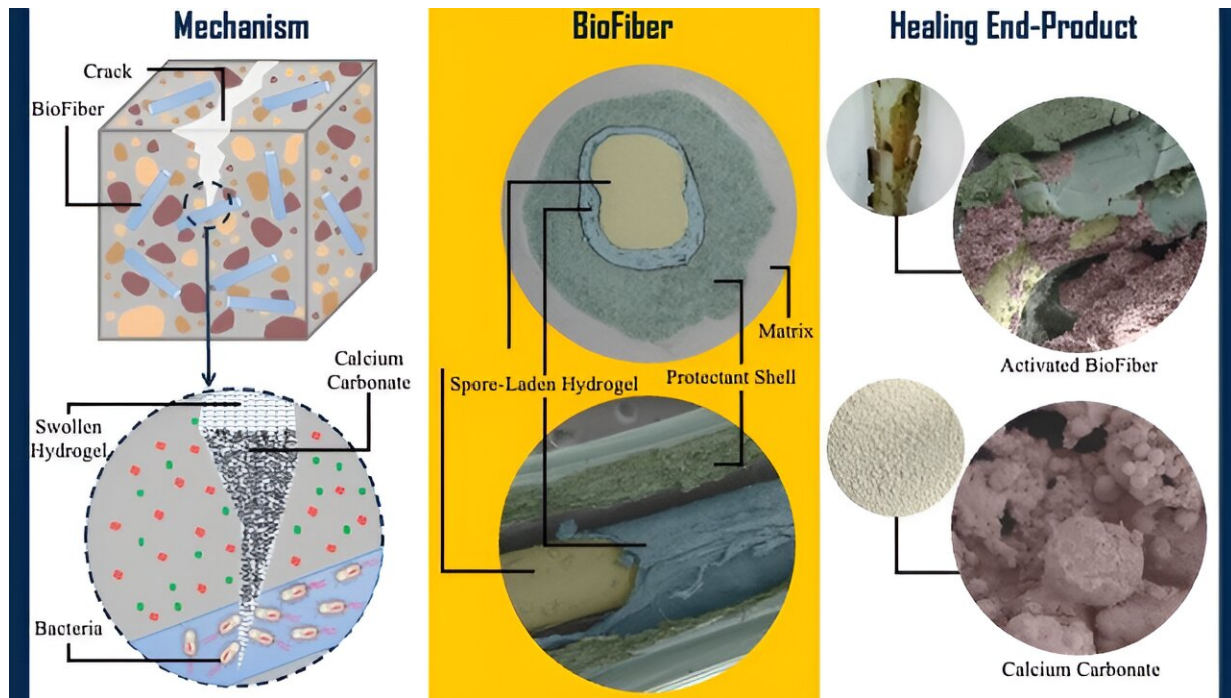 Mechanism
Crack
BioFiber
Calcium
Carbonate
Swollen
Hydrogel
Bacteria
BioFiber
Matrix
Spore-Laden Hydrogel
Protectant Shell
Healing End-Product
Activated BioFiber
Calcium Carbonate